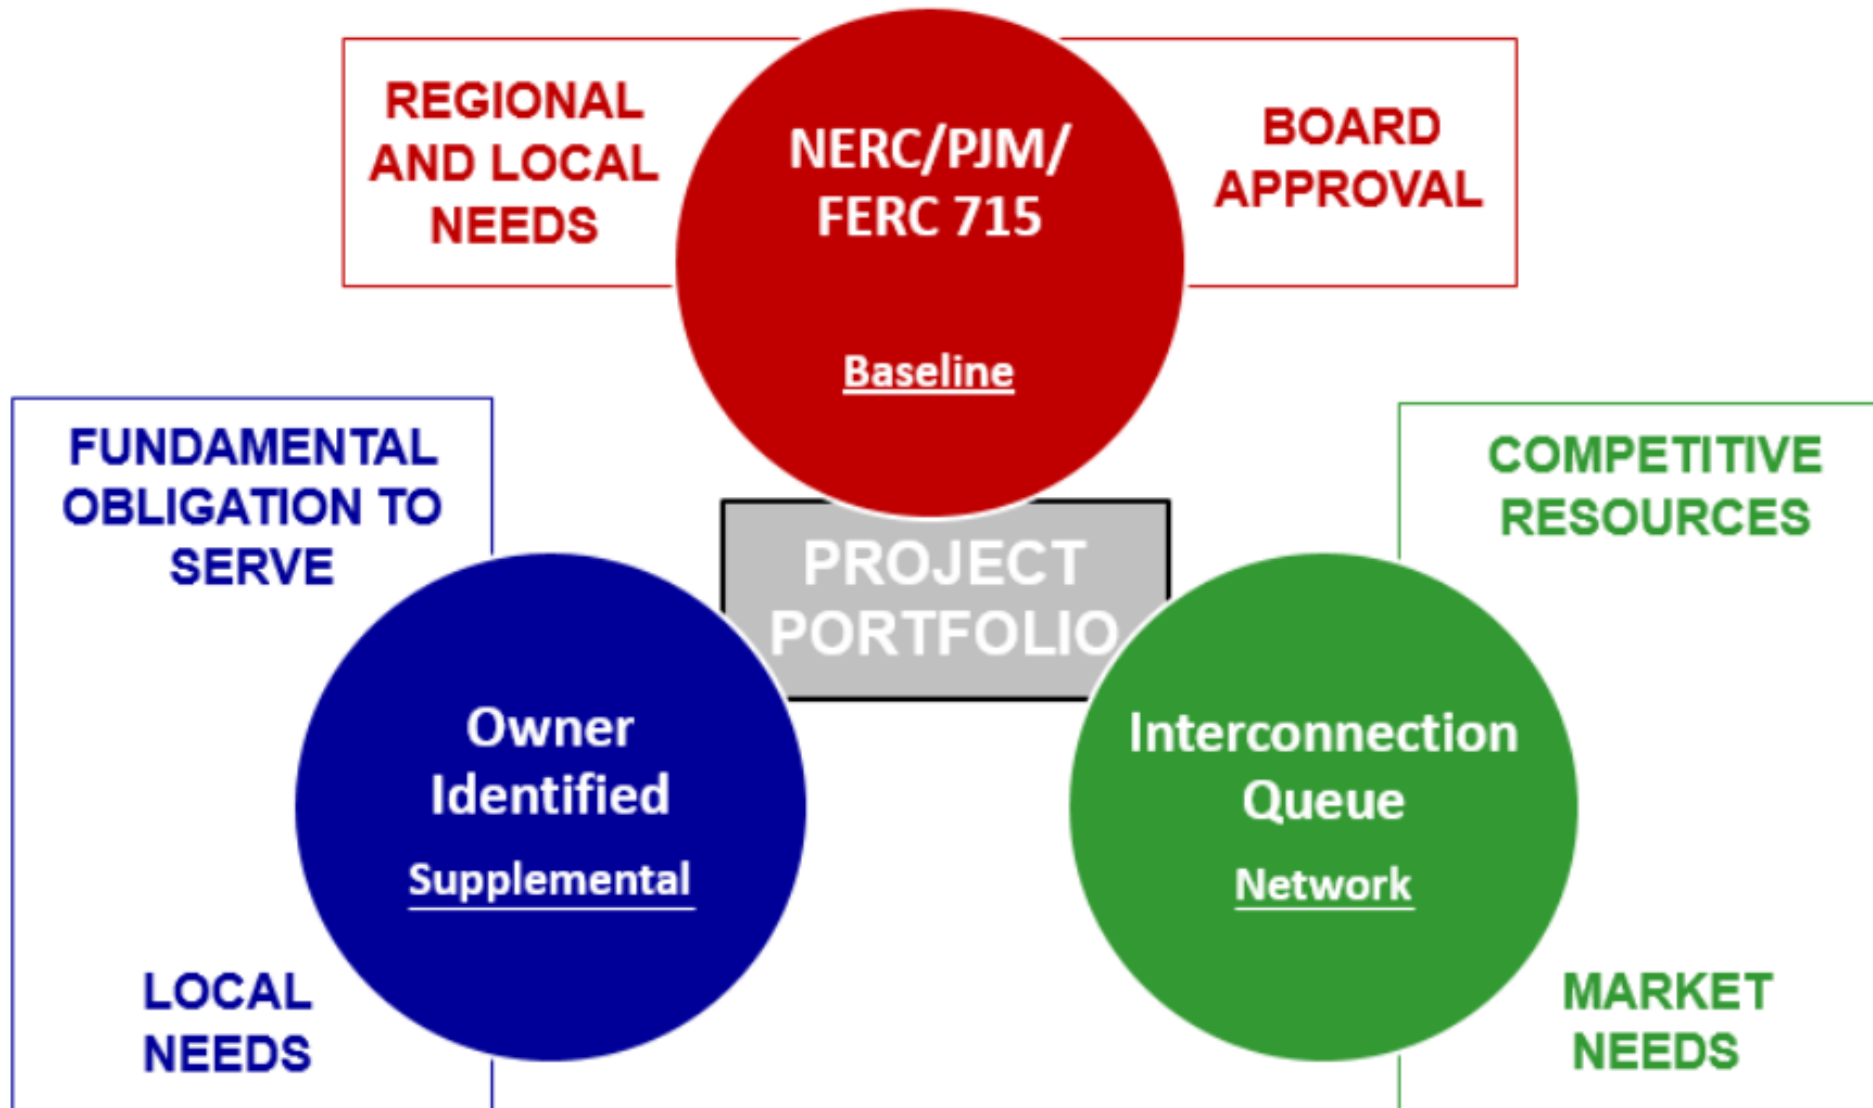 REGIONAL
AND LOCAL
NEEDS
NERC/PJM/
FERC 715
Baseline
BOARD
APPROVAL
FUNDAMENTAL
OBLIGATION TO
SERVE
PROJECT
PORTFOLIO
COMPETITIVE
RESOURCES
Owner
Identified
Supplemental
Interconnection
Queue
Network
LOCAL
NEEDS
MARKET
NEEDS